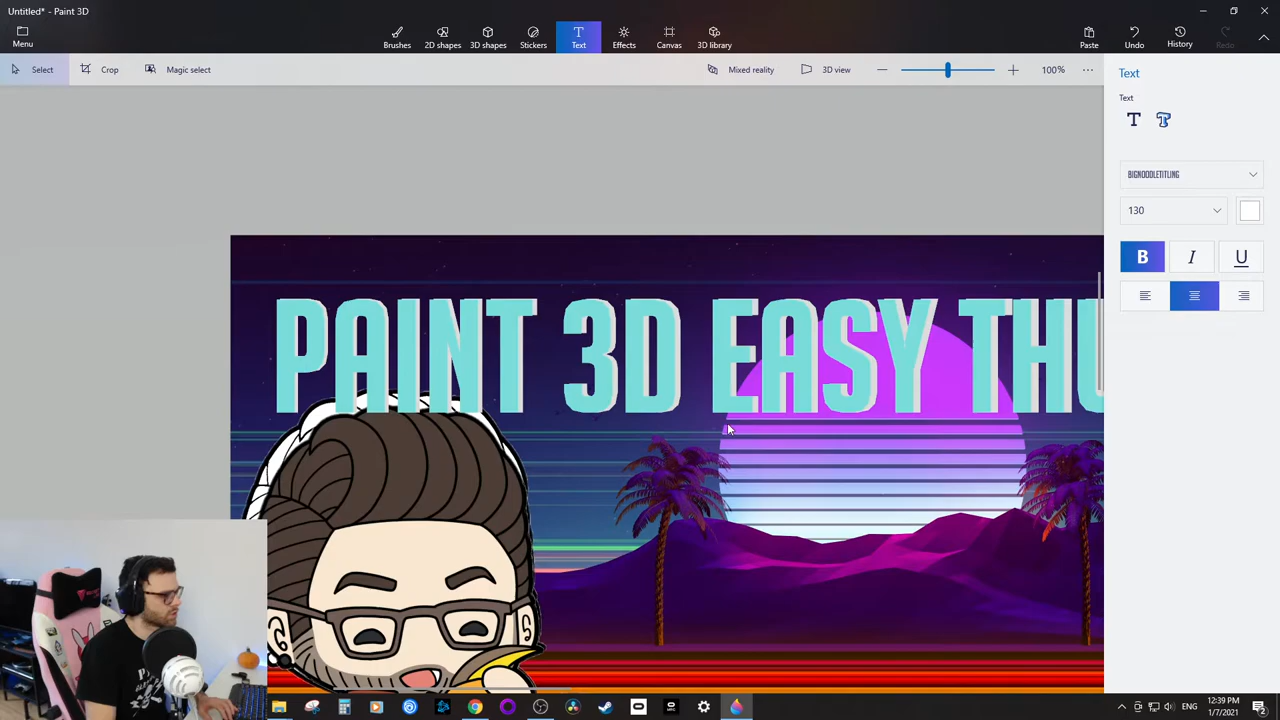 Untitled* - Paint 3D
Menu
Brushes
2D shapes
3D shapes
Stickers
Text
Effects
Canvas
3D library
Paste
Undo
History
Redo
Select
Crop
Magic select
Mixed reality
3D view
100%
Text
Text
BIGNOODLETITLING
130
B
I
U
PAINT 3D EASY THU
ENG
12:39 PM
1/7/2021
2